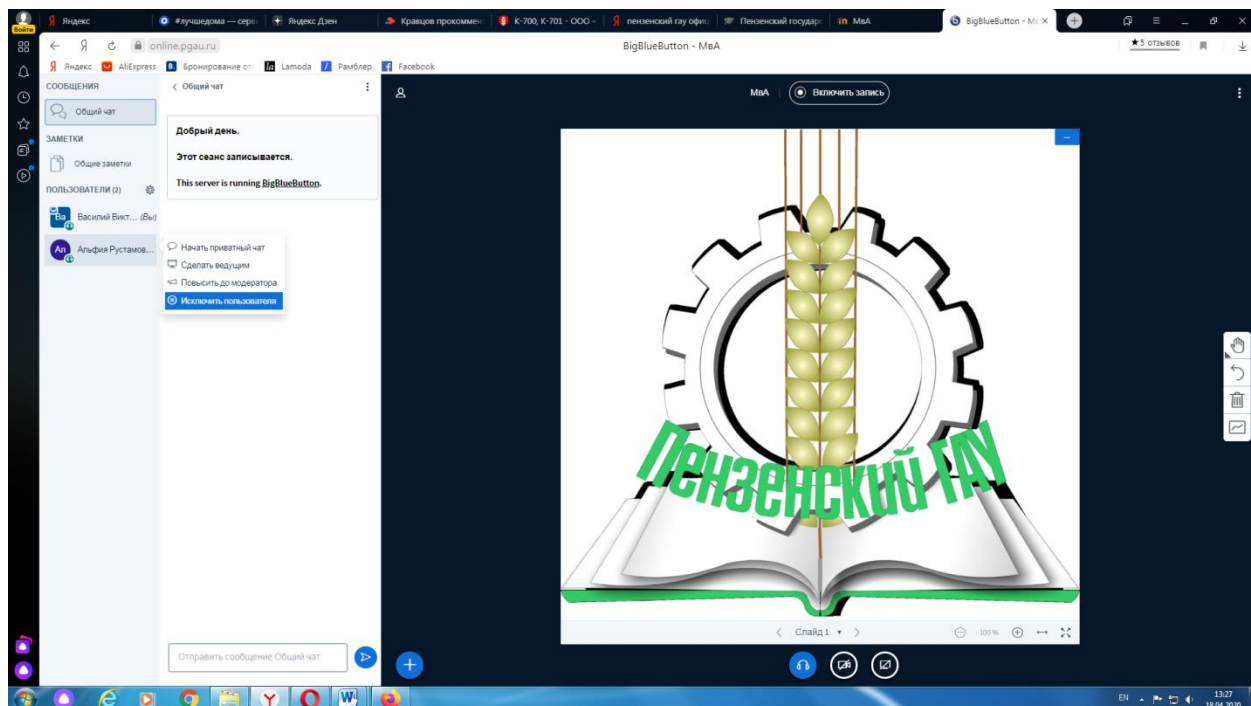 Войти
Яндекс
#лучшедома — серв
Яндекс Дзен
Кравцов прокоммен
К-700, К-701 - ООО «
пензенский гау офиц
Пензенский государс
МвА
BigBlueButton - Мв
online.pgau.ru
BigBlueButton - МвА
5 отзывов
Яндекс
AliExpress
Бронирование от
Lamoda
Рамблер
Facebook
СООБЩЕНИЯ
Общий чат
ЗАМЕТКИ
Общие заметки
ПОЛЬЗОВАТЕЛИ (2)
Ва
Василий Викт... (Вы)
Ал
Альфия Рустамов...
Общий чат
Добрый день.
Этот сеанс записывается.
This server is running BigBlueButton.
Начать приватный чат
Сделать ведущим
Повысить до модератора
Исключить пользователя
Отправить сообщение Общий чат
МвА
Включить запись
Пензенский ГАУ
Слайд 1
100%
EN
13:27
18.04.2020